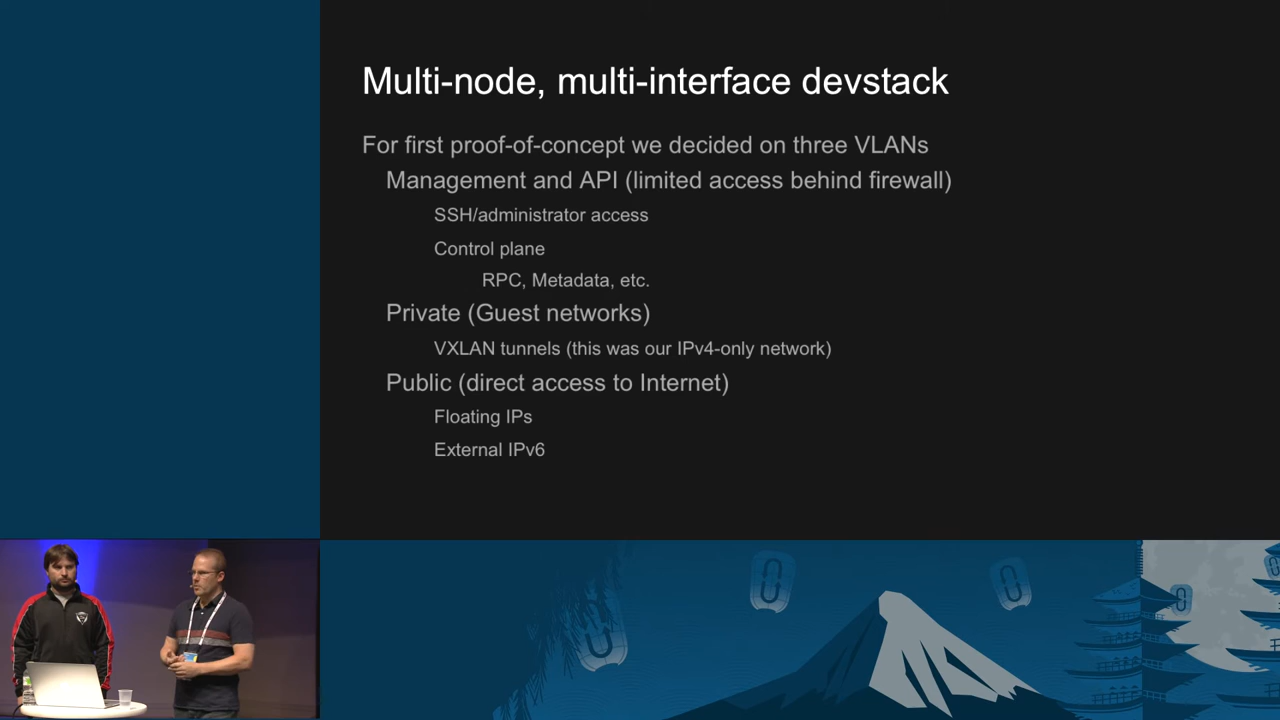 Multi-node, multi-interface devstack
For first proof-of-concept we decided on three VLANs
Management and API (limited access behind firewall)
SSH/administrator access
Control plane
RPC, Metadata, etc.
Private (Guest networks)
VXLAN tunnels (this was our IPv4-only network)
Public (direct access to Internet)
Floating IPs
External IPv6